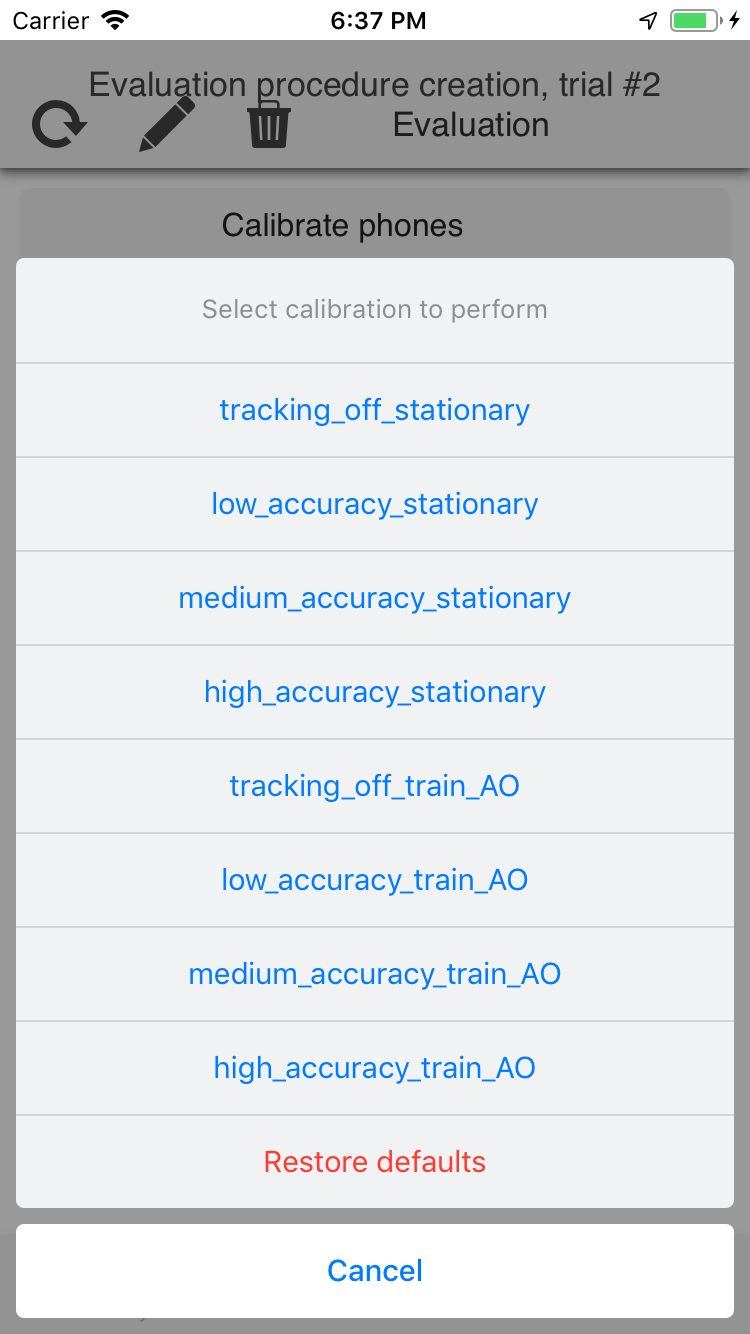 Carrier 6:37 PM
Evaluation procedure creation, trial #2
Evaluation
Calibrate phones
Select calibration to perform
tracking_off_stationary
low_accuracy_stationary
medium_accuracy_stationary
high_accuracy_stationary
tracking_off_train_AO
low_accuracy_train_AO
medium_accuracy_train_AO
high_accuracy_train_AO
Restore defaults
Cancel